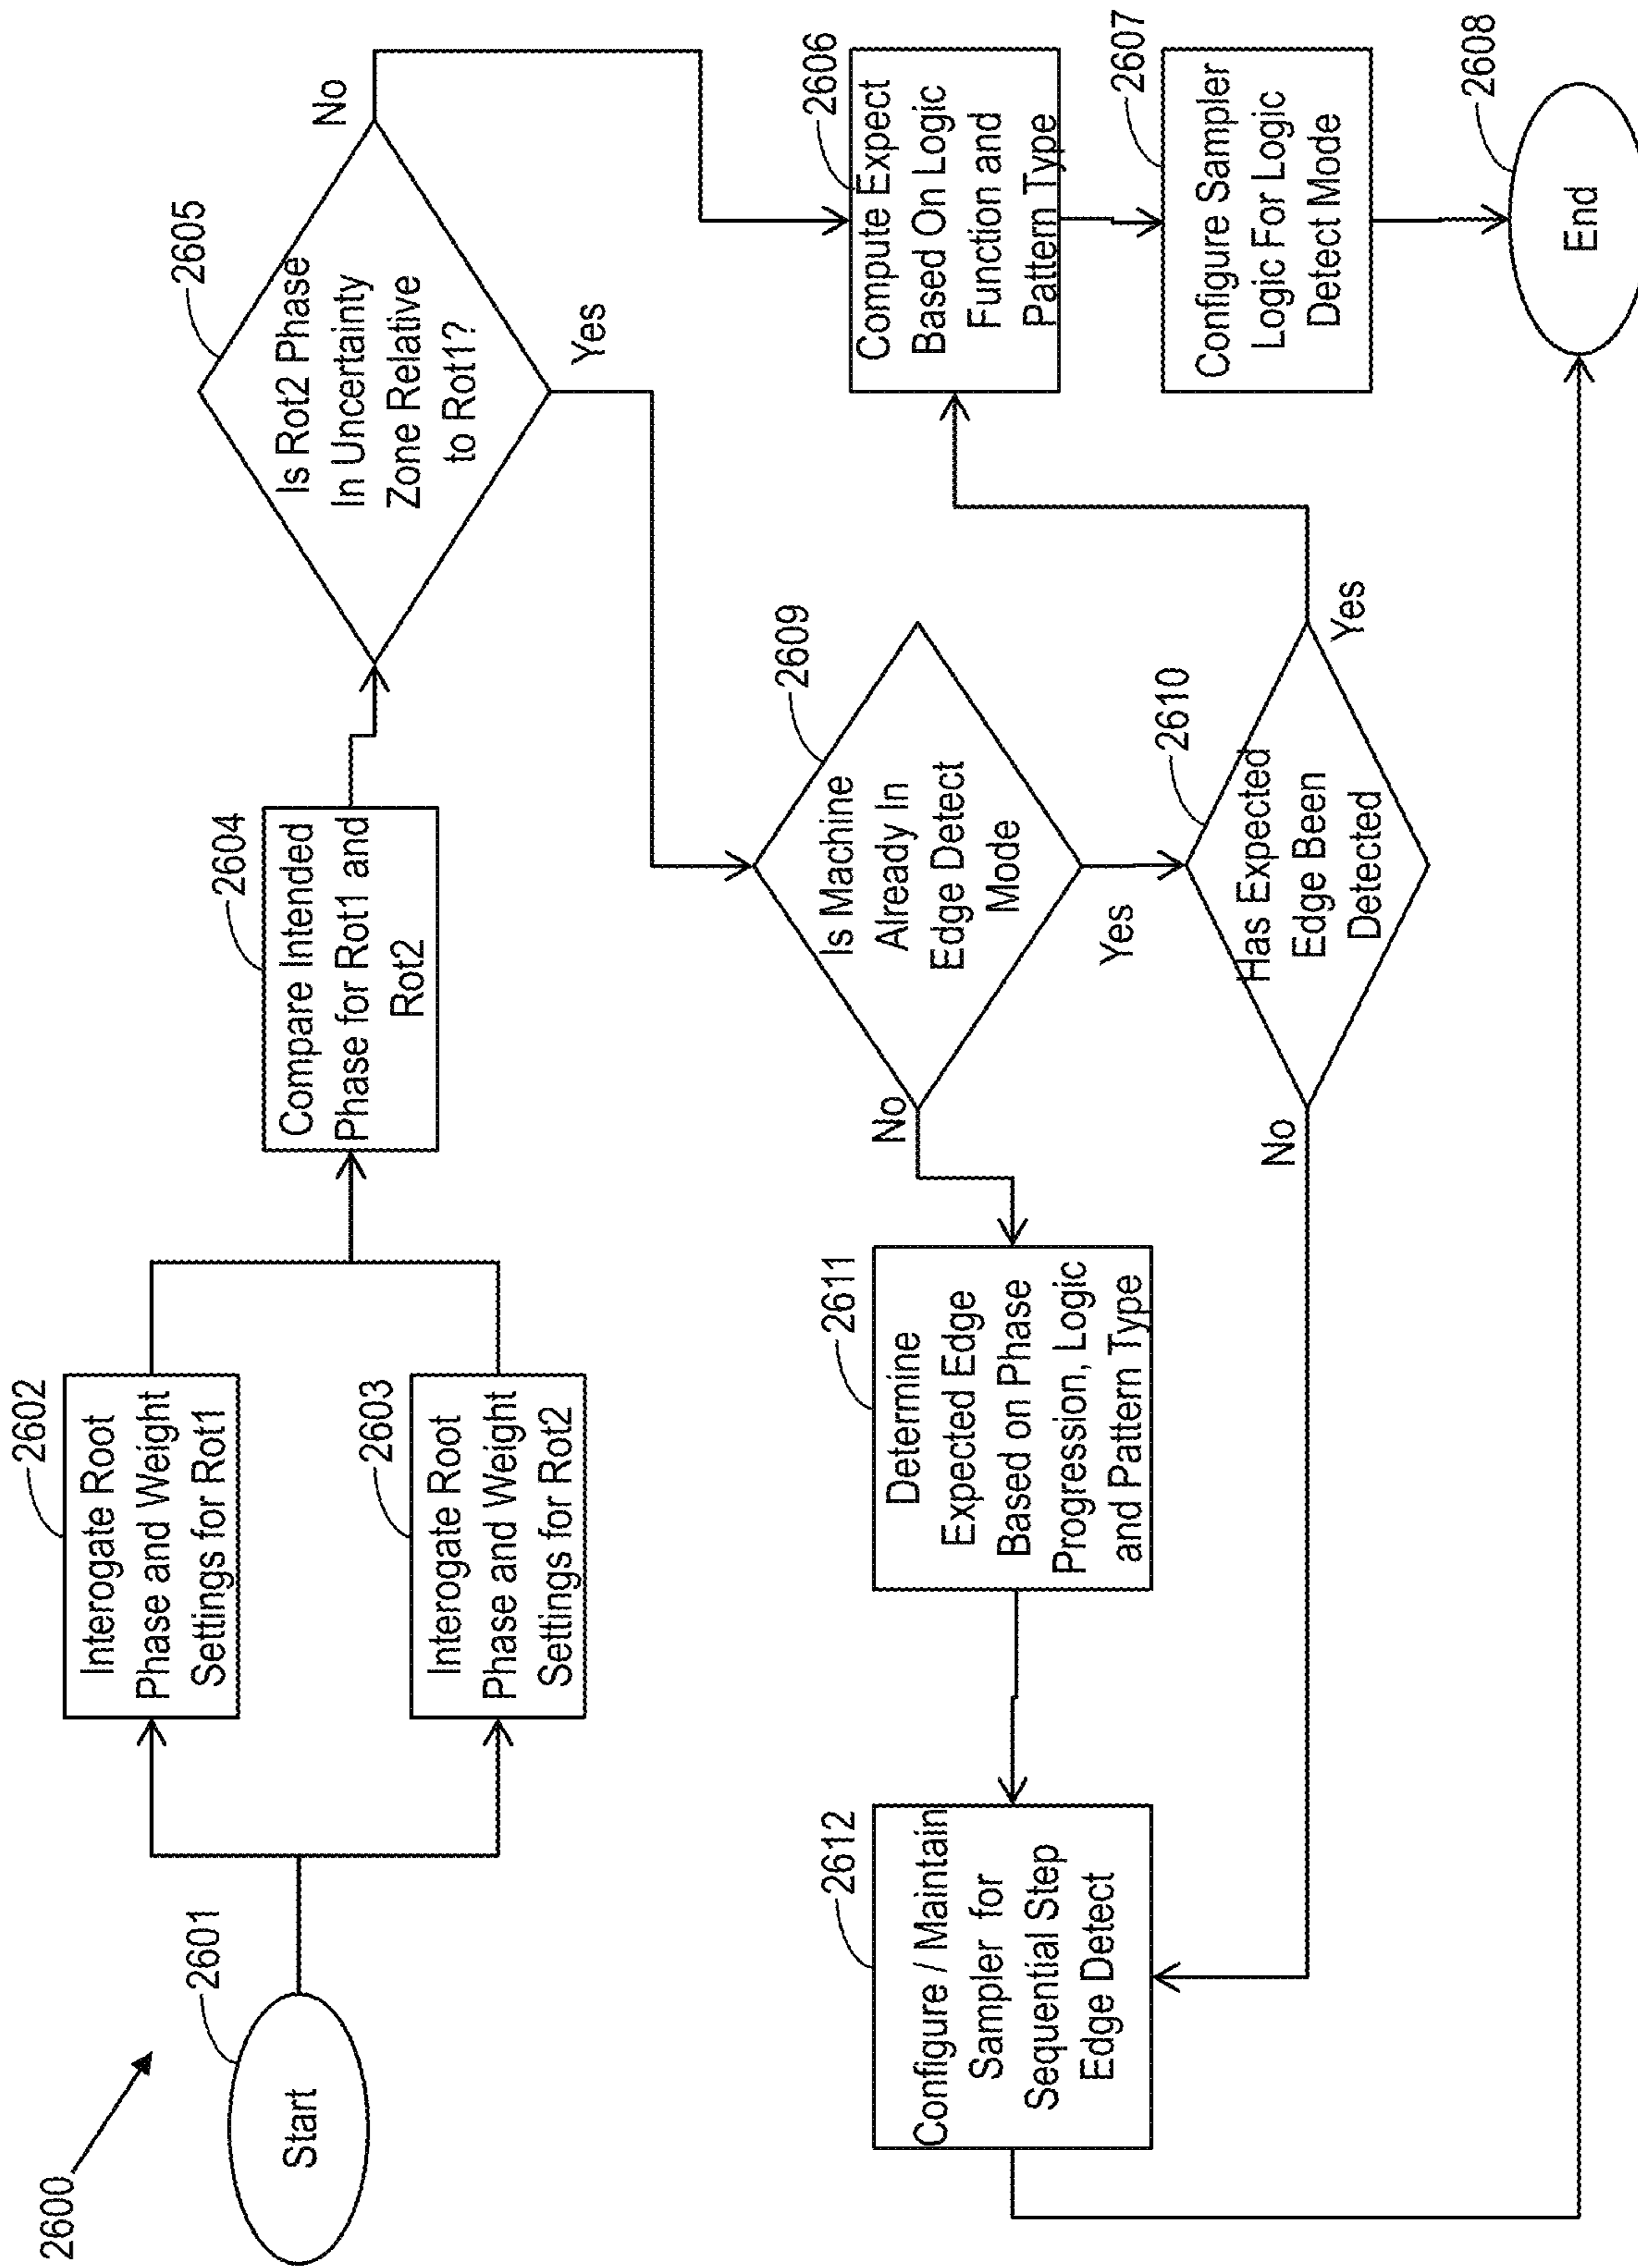 2600
2601
Start
2602
Interogate Root
Phase and Weight
Settings for Rot1
2603
Interogate Root
Phase and Weight
Settings for Rot2
2604
Compare Intended
Phase for Rot1 and
Rot2
2605
Is Rot2 Phase
In Uncertainty
Zone Relative
to Rot1?
No
Yes
2606
Compute Expect
Based On Logic
Function and
Pattern Type
2607
Configure Sampler
Logic For Logic
Detect Mode
2608
End
2609
Is Machine
Already In
Edge Detect
Mode
No
Yes
2610
Has Expected
Edge Been
Detected
No
Yes
2611
Determine
Expected Edge
Based on Phase
Progression, Logic
and Pattern Type
2612
Configure / Maintain
Sampler for
Sequential Step
Edge Detect